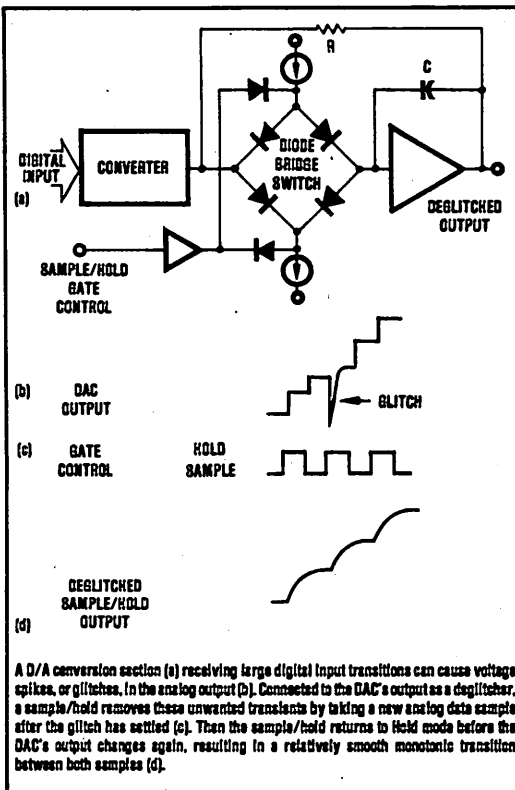 R
C
DIGITAL
INPUT
CONVERTER
DIODE
BRIDGE
SWITCH
(a)
DEGLITCHED
OUTPUT
SAMPLE/HOLD
GATE
CONTROL
(b)
DAC
OUTPUT
GLITCH
(c)
GATE
CONTROL
HOLD
SAMPLE
DEGLITCHED
SAMPLE/HOLD
OUTPUT
(d)
A D/A conversion section (a) receiving large digital input transitions can cause voltage
spikes, or glitches, in the analog output (b). Connected to the DAC's output as a deglitcher,
a sample/hold removes these unwanted transients by taking a new analog data sample
after the glitch has settled (c). Then the sample/hold returns to Hold mode before the
DAC's output changes again, resulting in a relatively smooth monotonic transition
between both samples (d).